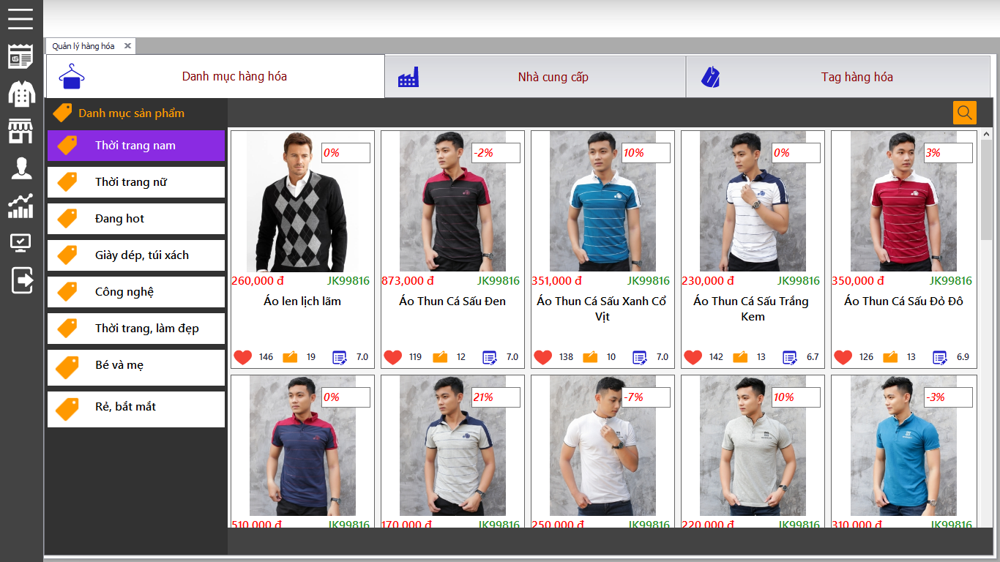 Quản lý hàng hóa
Danh mục hàng hóa
Nhà cung cấp
Tag hàng hóa
Danh mục sản phẩm
Thời trang nam
Thời trang nữ
Đang hot
Giày dép, túi xách
Công nghệ
Thời trang, làm đẹp
Bé và mẹ
Rẻ, bắt mắt
0%
260,000 đ JK99816
Áo len lịch lãm
146 19 7.0
-2%
873,000 đ JK99816
Áo Thun Cá Sấu Đen
119 12 7.0
10%
351,000 đ JK99816
Áo Thun Cá Sấu Xanh Cổ
Vịt
138 10 7.0
0%
230,000 đ JK99816
Áo Thun Cá Sấu Trắng
Kem
142 13 6.7
3%
350,000 đ JK99816
Áo Thun Cá Sấu Đỏ Đô
126 13 6.9
0%
510,000 đ JK99816
21%
170,000 đ JK99816
-7%
250,000 đ JK99816
10%
220,000 đ JK99816
-3%
310,000 đ JK99816